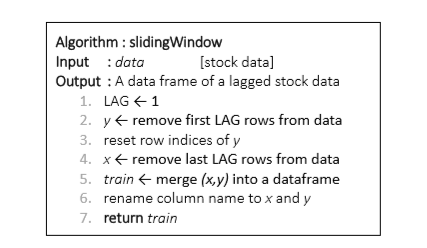 Algorithm : slidingWindow
Input : data [stock data]
Output : A data frame of a lagged stock data
1. LAG ← 1
2. y ← remove first LAG rows from data
3. reset row indices of y
4. x ← remove last LAG rows from data
5. train ← merge (x,y) into a dataframe
6. rename column name to x and y
7. return train